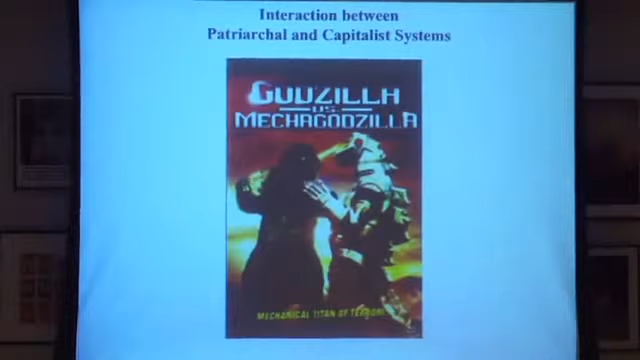 Interaction between
Patriarchal and Capitalist Systems
GODZILLA
VS.
MECHAGODZILLA
MECHANICAL TITAN OF TERROR!